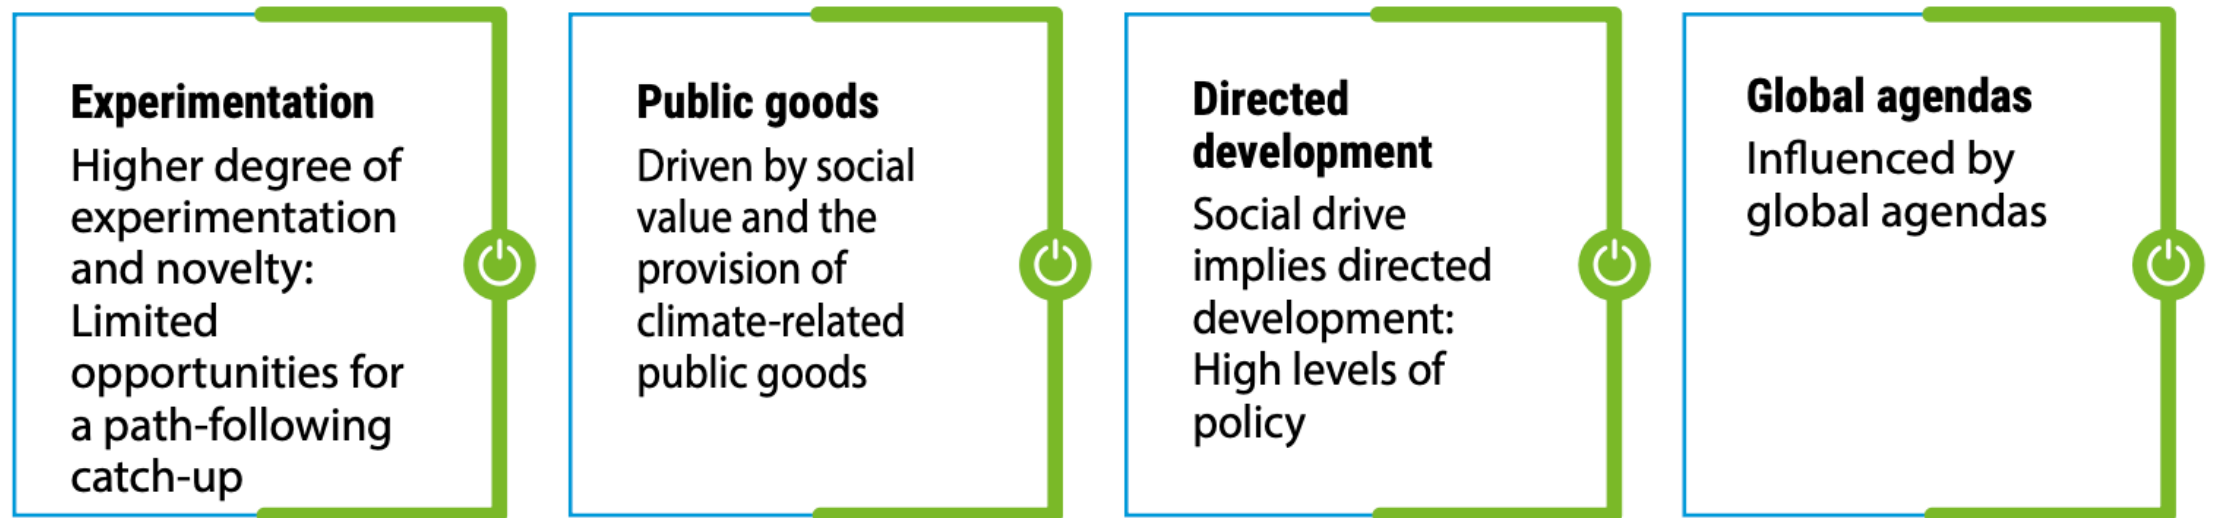 Experimentation
Higher degree of
experimentation
and novelty:
Limited
opportunities for
a path-following
catch-up
Public goods
Driven by social
value and the
provision of
climate-related
public goods
Directed
development
Social drive
implies directed
development:
High levels of
policy
Global agendas
Influenced by
global agendas